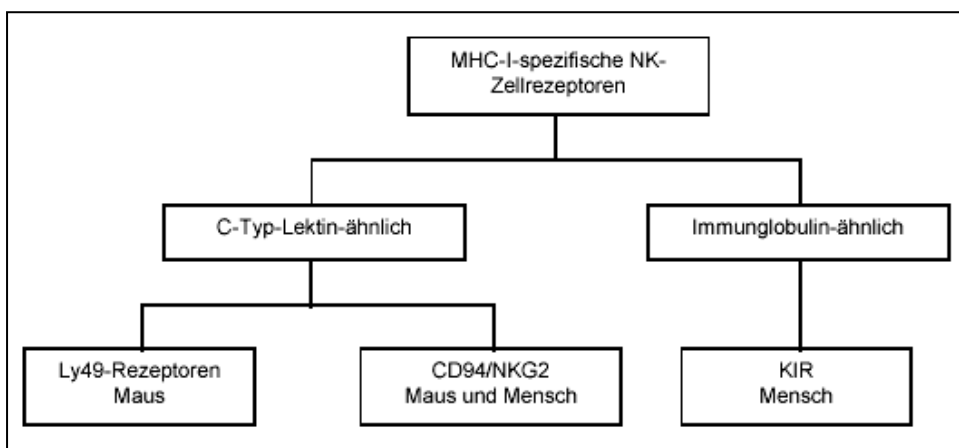 MHC-I-spezifische NK-
Zellrezeptoren
C-Typ-Lektin-ähnlich
Immunglobulin-ähnlich
Ly49-Rezeptoren
Maus
CD94/NKG2
Maus und Mensch
KIR
Mensch